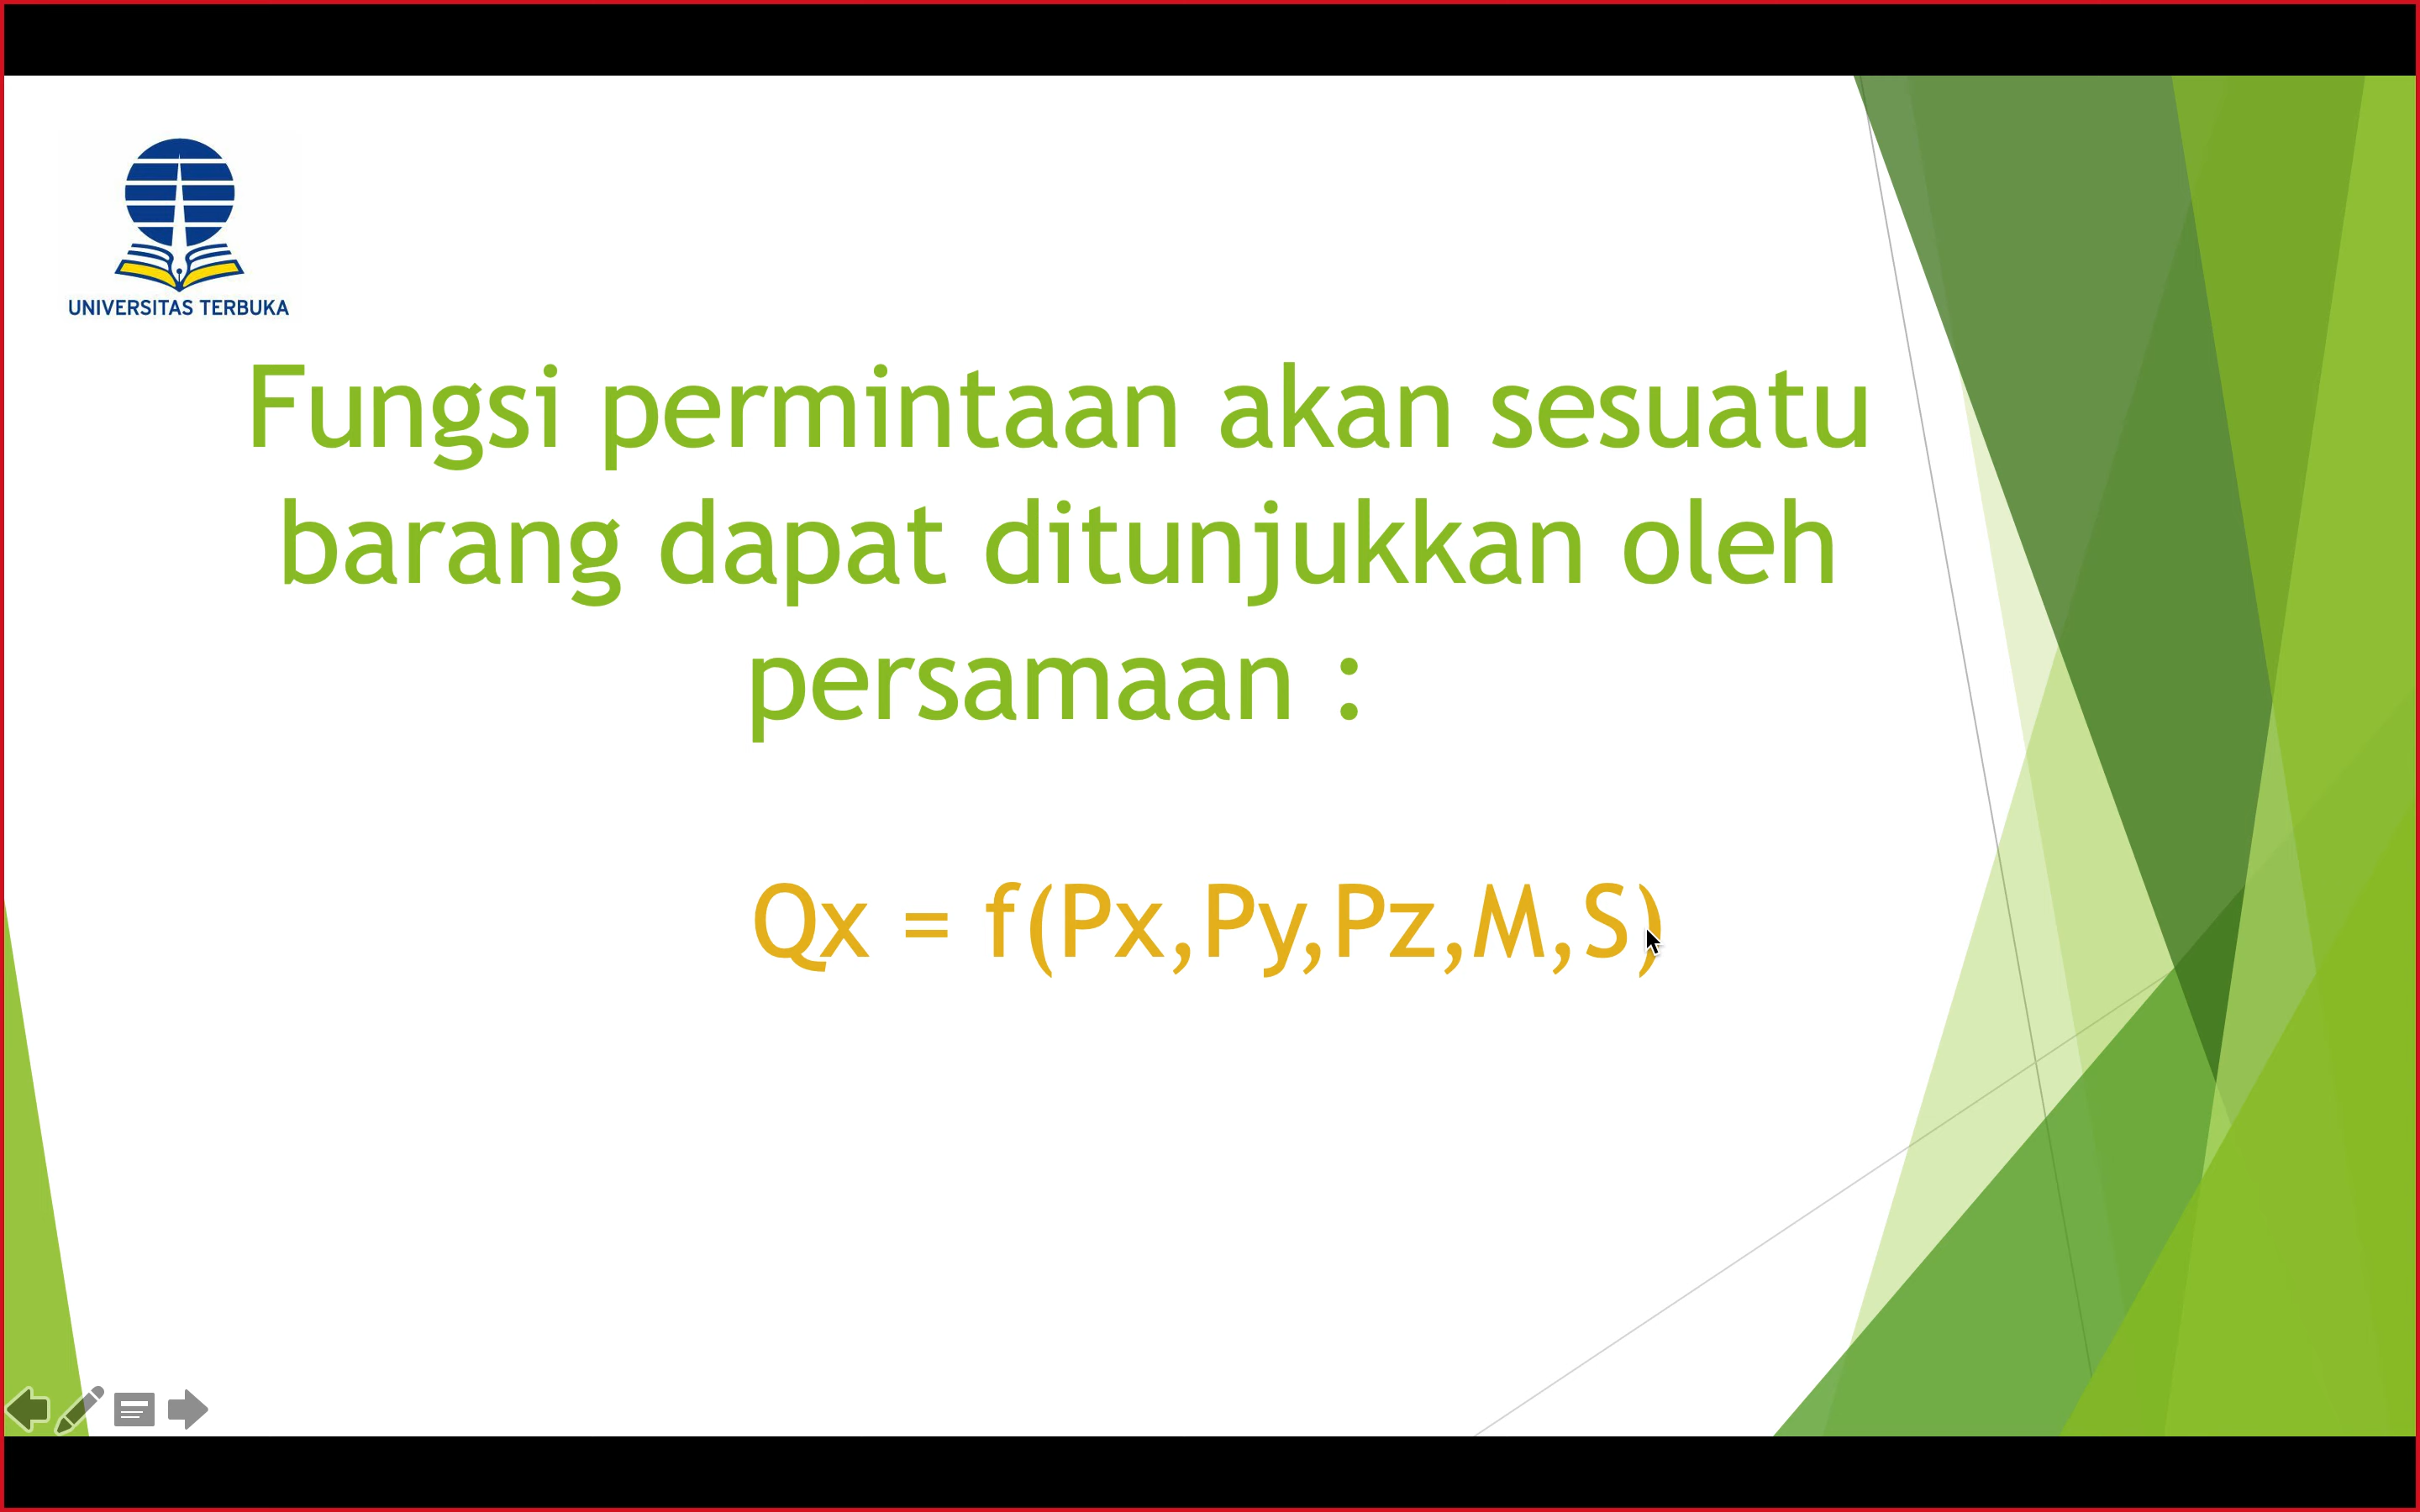 UNIVERSITAS TERBUKA
Fungsi permintaan akan sesuatu
barang dapat ditunjukkan oleh
persamaan :
Qx = f(Px,Py,Pz,M,S)